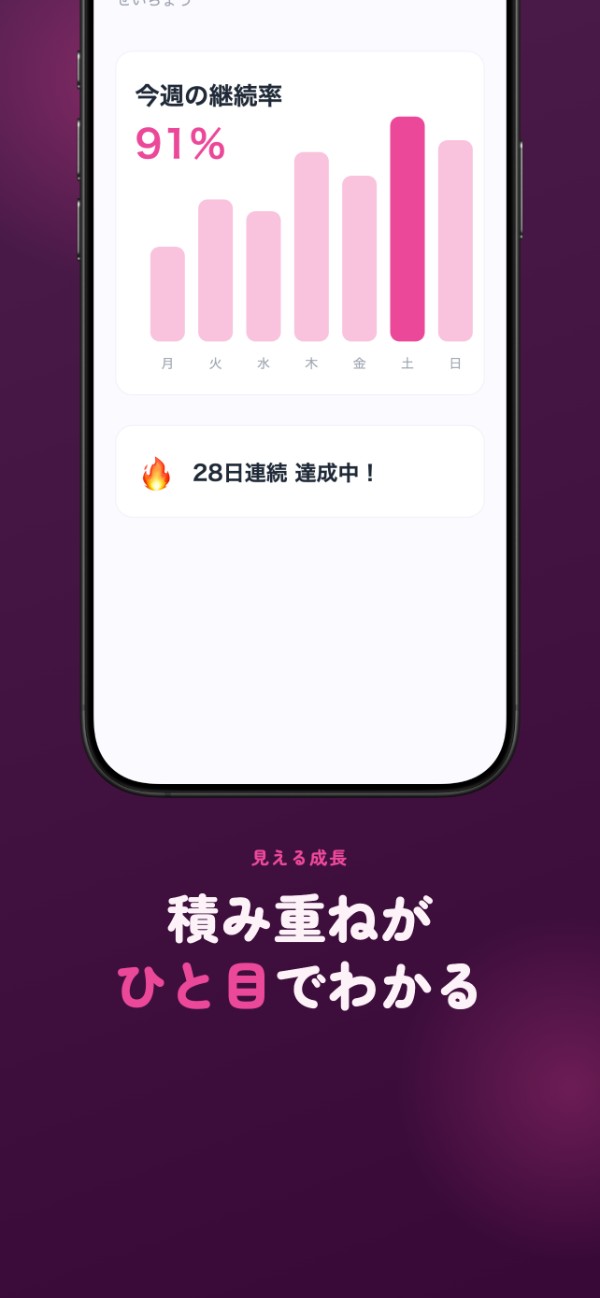 今週の継続率
91%
月 火 水 木 金 土 日
28日連続 達成中！
見える成長
積み重ねが
ひと目でわかる